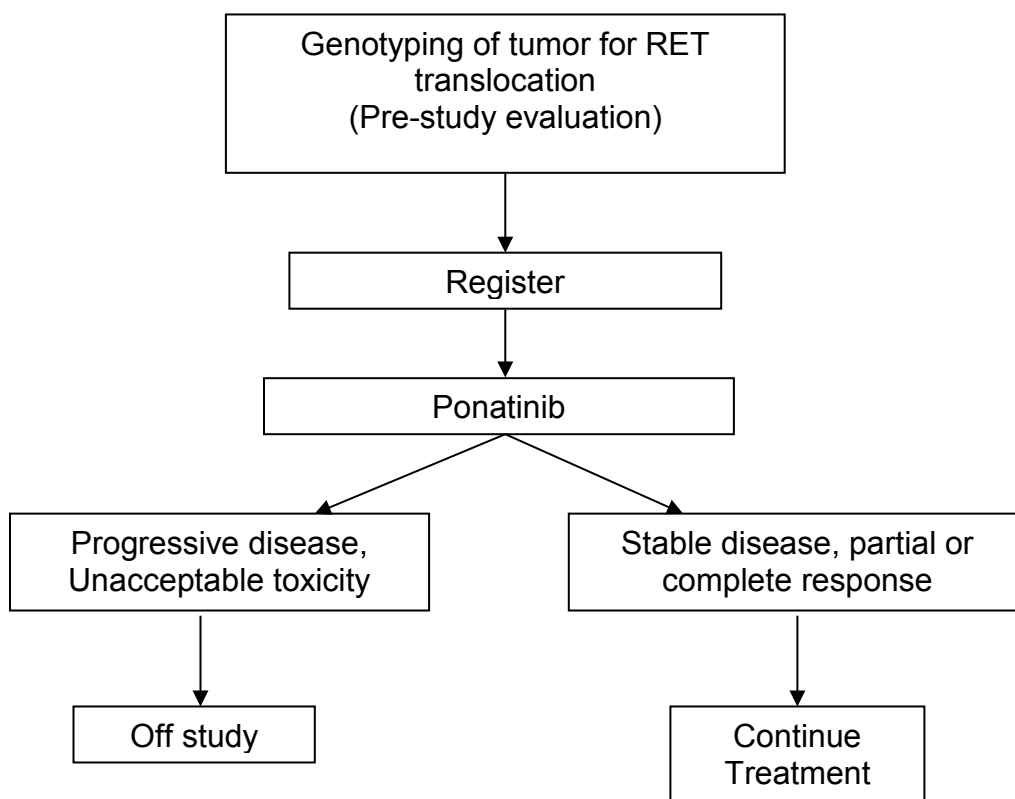 Genotyping of tumor for RET
translocation
(Pre-study evaluation)
Register
Ponatinib
Progressive disease,
Unacceptable toxicity
Stable disease, partial or
complete response
Off study
Continue
Treatment